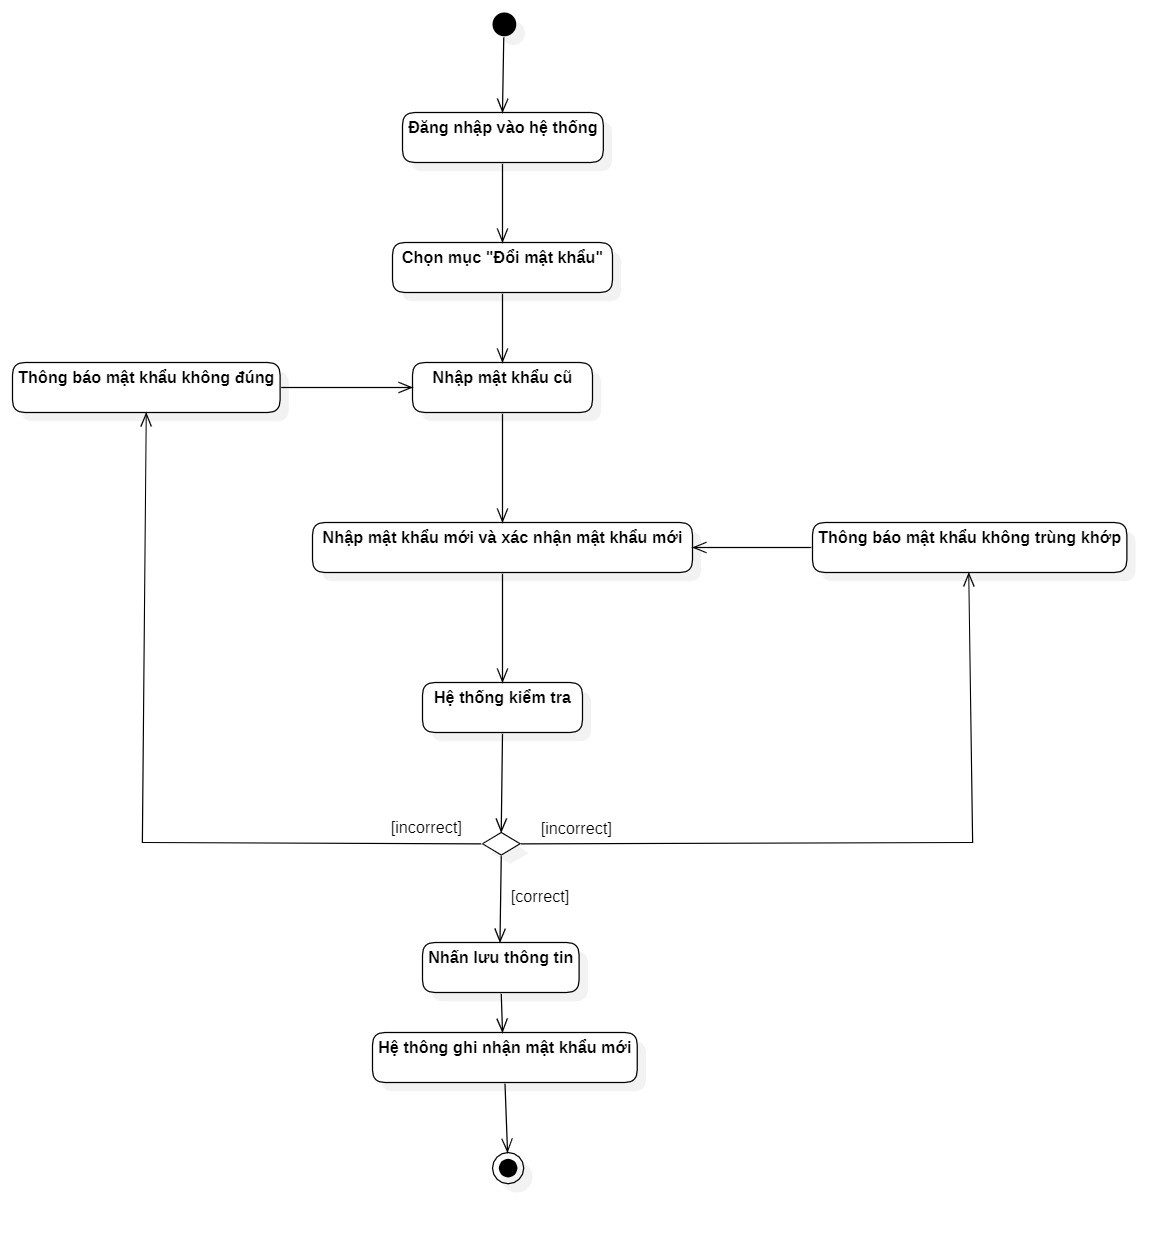 Đăng nhập vào hệ thống
Chọn mục "Đổi mật khẩu"
Thông báo mật khẩu không đúng
Nhập mật khẩu cũ
Nhập mật khẩu mới và xác nhận mật khẩu mới
Thông báo mật khẩu không trùng khớp
Hệ thống kiểm tra
[incorrect]
[incorrect]
[correct]
Nhấn lưu thông tin
Hệ thông ghi nhận mật khẩu mới